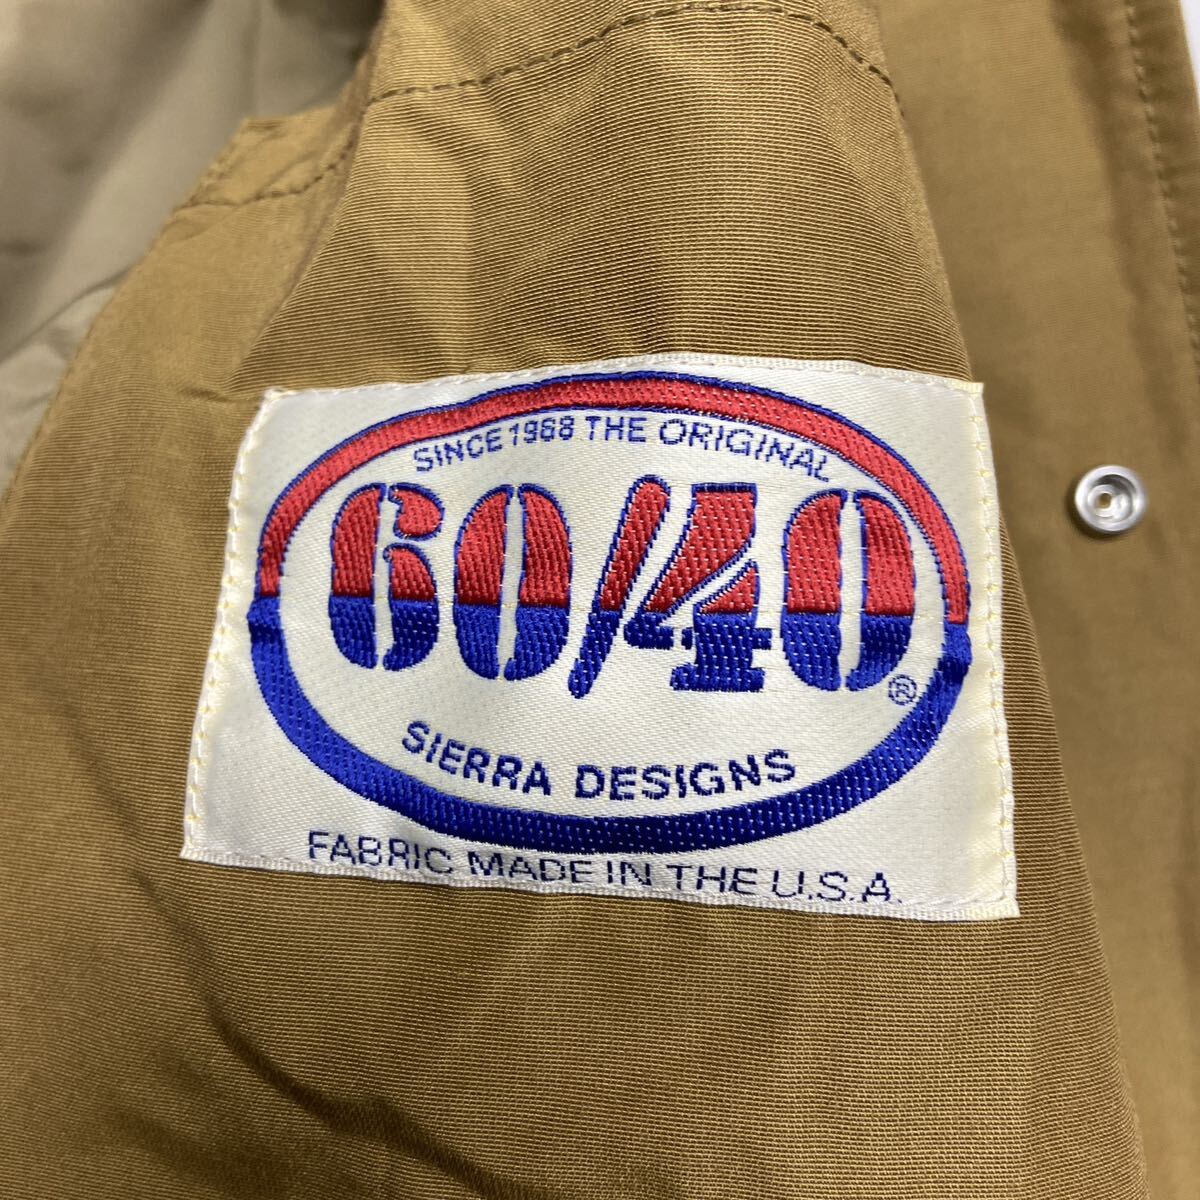 SINCE 1968 THE ORIGINAL
60/40®
SIERRA DESIGNS
FABRIC MADE IN THE U.S.A.